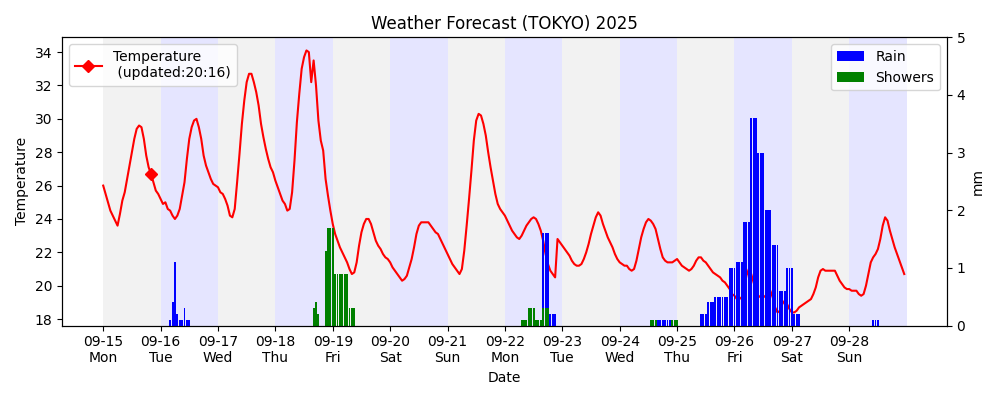 Weather Forecast (TOKYO) 2025
Temperature
(updated:20:16)
Rain
Showers
34
32
30
28
26
24
22
20
18
Temperature
5
4
3
2
1
0
mm
09-15 09-16 09-17 09-18 09-19 09-20 09-21 09-22 09-23 09-24 09-25 09-26 09-27 09-28
Mon Tue Wed Thu Fri Sat Sun Mon Tue Wed Thu Fri Sat Sun
Date